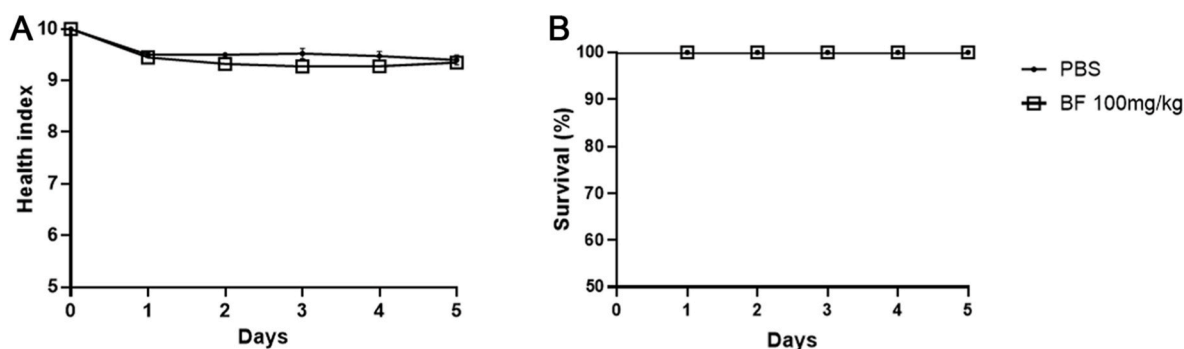 A
10
9
8
7
6
5
Health index
0 1 2 3 4 5
Days
B
100
90
80
70
60
50
Survival (%)
0 1 2 3 4 5
Days
PBS
BF 100mg/kg